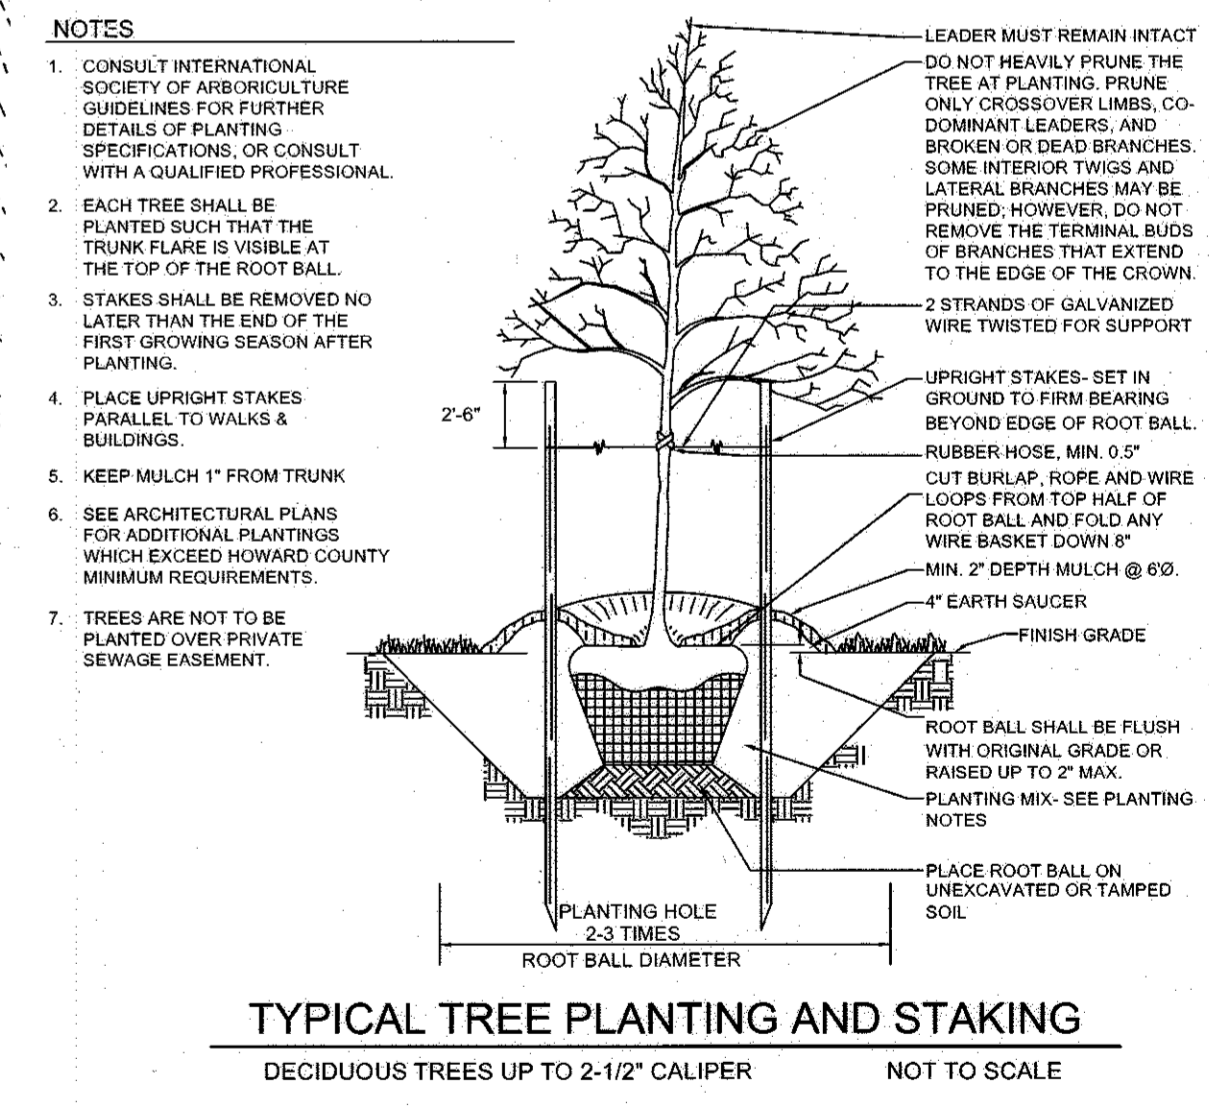 NOTES
1. CONSULT INTERNATIONAL
SOCIETY OF ARBORICULTURE
GUIDELINES FOR FURTHER
DETAILS OF PLANTING
SPECIFICATIONS, OR CONSULT
WITH A QUALIFIED PROFESSIONAL.
2. EACH TREE SHALL BE
PLANTED SUCH THAT THE
TRUNK FLARE IS VISIBLE AT
THE TOP OF THE ROOT BALL.
3. STAKES SHALL BE REMOVED NO
LATER THAN THE END OF THE
FIRST GROWING SEASON AFTER
PLANTING.
4. PLACE UPRIGHT STAKES
PARALLEL TO WALKS &
BUILDINGS.
5. KEEP MULCH 1" FROM TRUNK
6. SEE ARCHITECTURAL PLANS
FOR ADDITIONAL PLANTINGS
WHICH EXCEED HOWARD COUNTY
MINIMUM REQUIREMENTS.
7. TREES ARE NOT TO BE
PLANTED OVER PRIVATE
SEWAGE EASEMENT.
2'-6"
LEADER MUST REMAIN INTACT
DO NOT HEAVILY PRUNE THE
TREE AT PLANTING. PRUNE
ONLY CROSSOVER LIMBS, CO-
DOMINANT LEADERS, AND
BROKEN OR DEAD BRANCHES.
SOME INTERIOR TWIGS AND
LATERAL BRANCHES MAY BE
PRUNED; HOWEVER, DO NOT
REMOVE THE TERMINAL BUDS
OF BRANCHES THAT EXTEND
TO THE EDGE OF THE CROWN.
2 STRANDS OF GALVANIZED
WIRE TWISTED FOR SUPPORT
UPRIGHT STAKES- SET IN
GROUND TO FIRM BEARING
BEYOND EDGE OF ROOT BALL.
RUBBER HOSE, MIN. 0.5"
CUT BURLAP, ROPE AND WIRE
LOOPS FROM TOP HALF OF
ROOT BALL AND FOLD ANY
WIRE BASKET DOWN 8"
MIN. 2" DEPTH MULCH @ 6'Ø.
4" EARTH SAUCER
FINISH GRADE
ROOT BALL SHALL BE FLUSH
WITH ORIGINAL GRADE OR
RAISED UP TO 2" MAX.
PLANTING MIX- SEE PLANTING
NOTES
PLACE ROOT BALL ON
UNEXCAVATED OR TAMPED
SOIL
PLANTING HOLE
2-3 TIMES
ROOT BALL DIAMETER
TYPICAL TREE PLANTING AND STAKING
DECIDUOUS TREES UP TO 2-1/2" CALIPER NOT TO SCALE